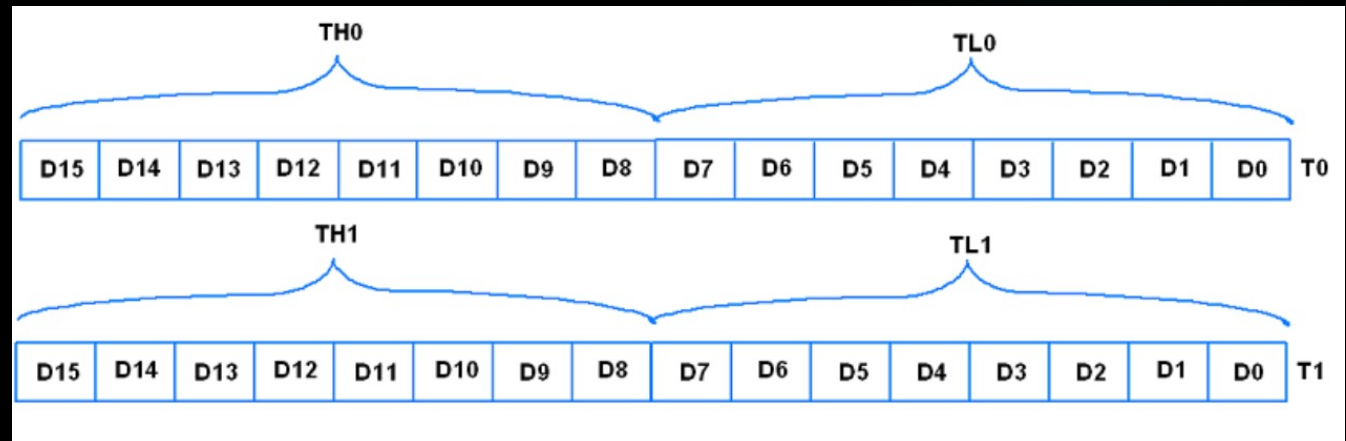 TH0 TL0
D15 D14 D13 D12 D11 D10 D9 D8 D7 D6 D5 D4 D3 D2 D1 D0 T0
TH1 TL1
D15 D14 D13 D12 D11 D10 D9 D8 D7 D6 D5 D4 D3 D2 D1 D0 T1